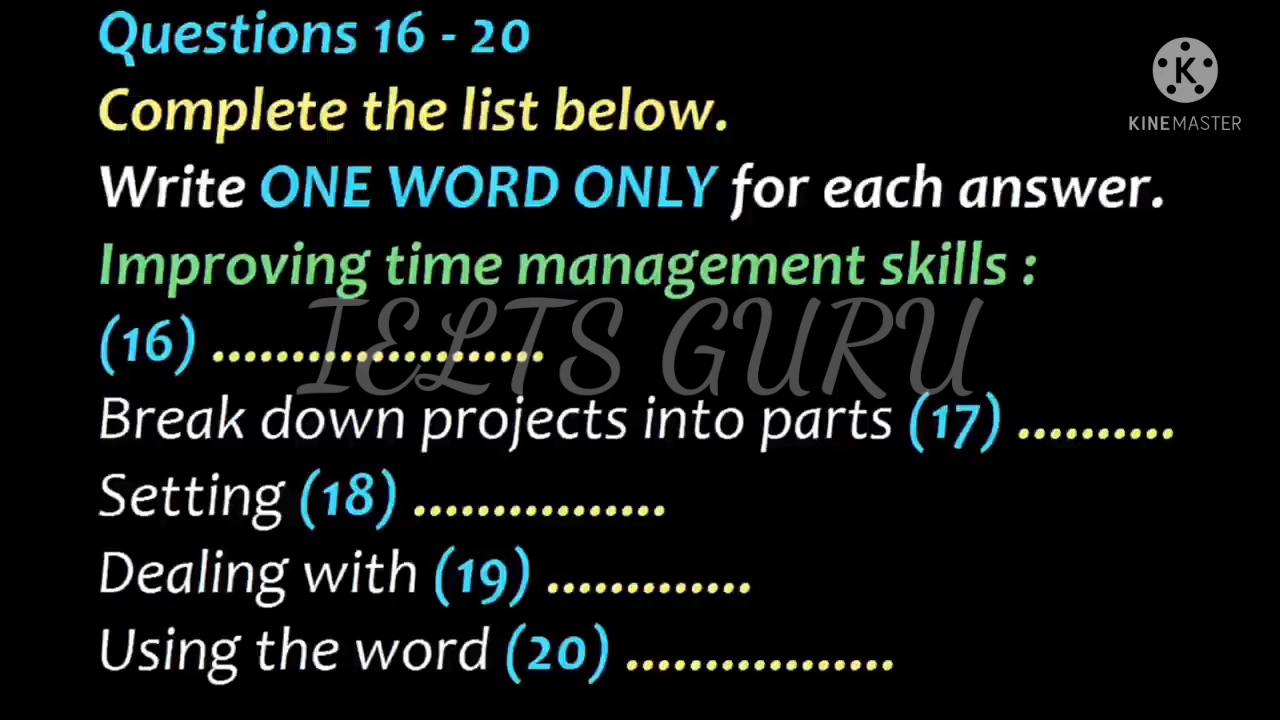 Questions 16 - 20
K
KINEMASTER
Complete the list below.
Write ONE WORD ONLY for each answer.
Improving time management skills :
IELTS GURU
(16) .....................
Break down projects into parts (17) ..........
Setting (18) ................
Dealing with (19) .............
Using the word (20) .................